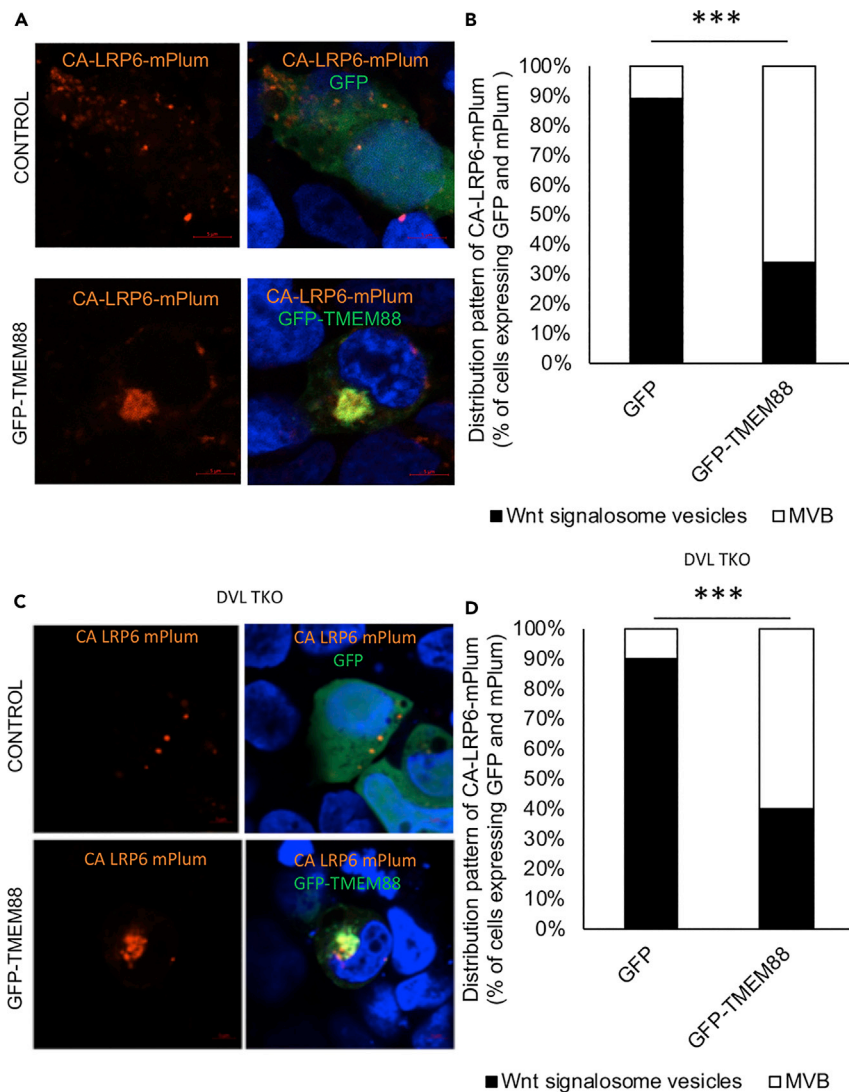 A
CONTROL
CA-LRP6-mPlum
CA-LRP6-mPlum
GFP
GFP-TMEM88
CA-LRP6-mPlum
CA-LRP6-mPlum
GFP-TMEM88
B
***
Distribution pattern of CA-LRP6-mPlum
(% of cells expressing GFP and mPlum )
100%
90%
80%
70%
60%
50%
40%
30%
20%
10%
0%
GFP
GFP-TMEM88
Wnt signalosome vesicles
MVB
C
DVL TKO
CONTROL
CA LRP6 mPlum
CA LRP6 mPlum
GFP
GFP-TMEM88
CA LRP6 mPlum
CA LRP6 mPlum
GFP-TMEM88
D
DVL TKO
***
Distribution pattern of CA-LRP6-mPlum
(% of cells expressing GFP and mPlum)
100%
90%
80%
70%
60%
50%
40%
30%
20%
10%
0%
GFP
GFP-TMEM88
Wnt signalosome vesicles
MVB